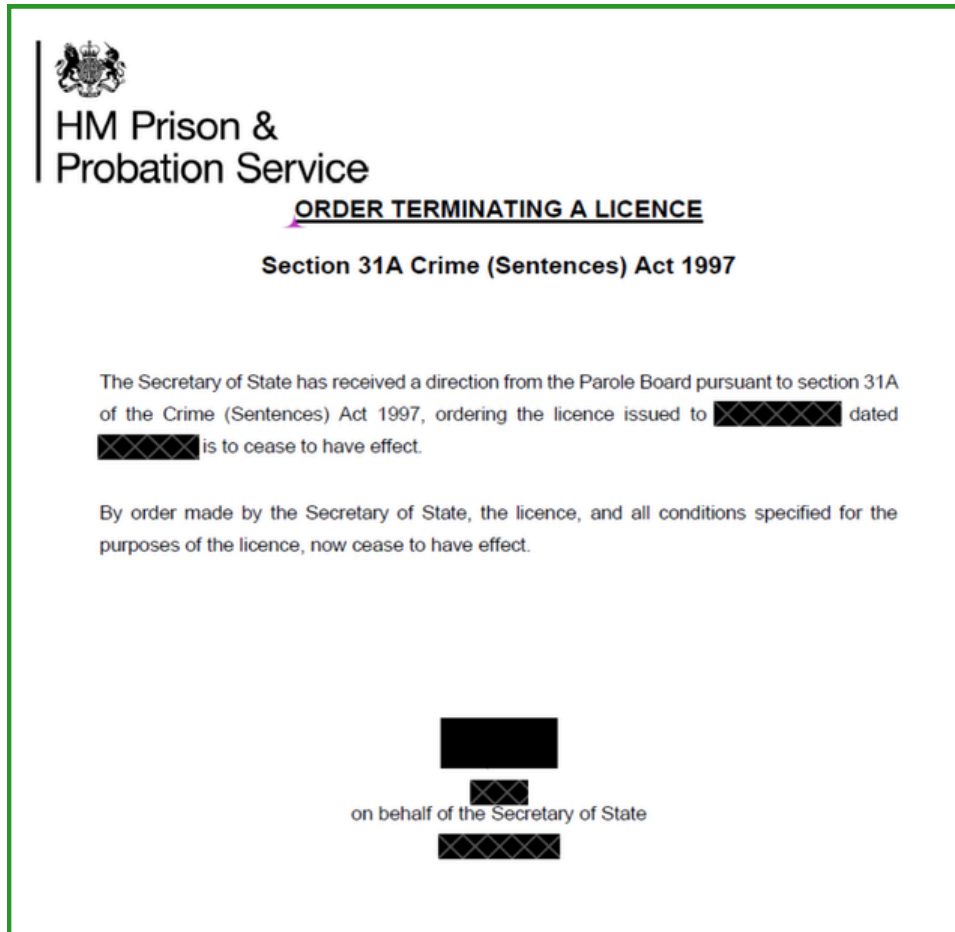 HM Prison &
Probation Service
ORDER TERMINATING A LICENCE
Section 31A Crime (Sentences) Act 1997
The Secretary of State has received a direction from the Parole Board pursuant to section 31A
of the Crime (Sentences) Act 1997, ordering the licence issued to dated
is to cease to have effect.
By order made by the Secretary of State, the licence, and all conditions specified for the
purposes of the licence, now cease to have effect.
on behalf of the Secretary of State